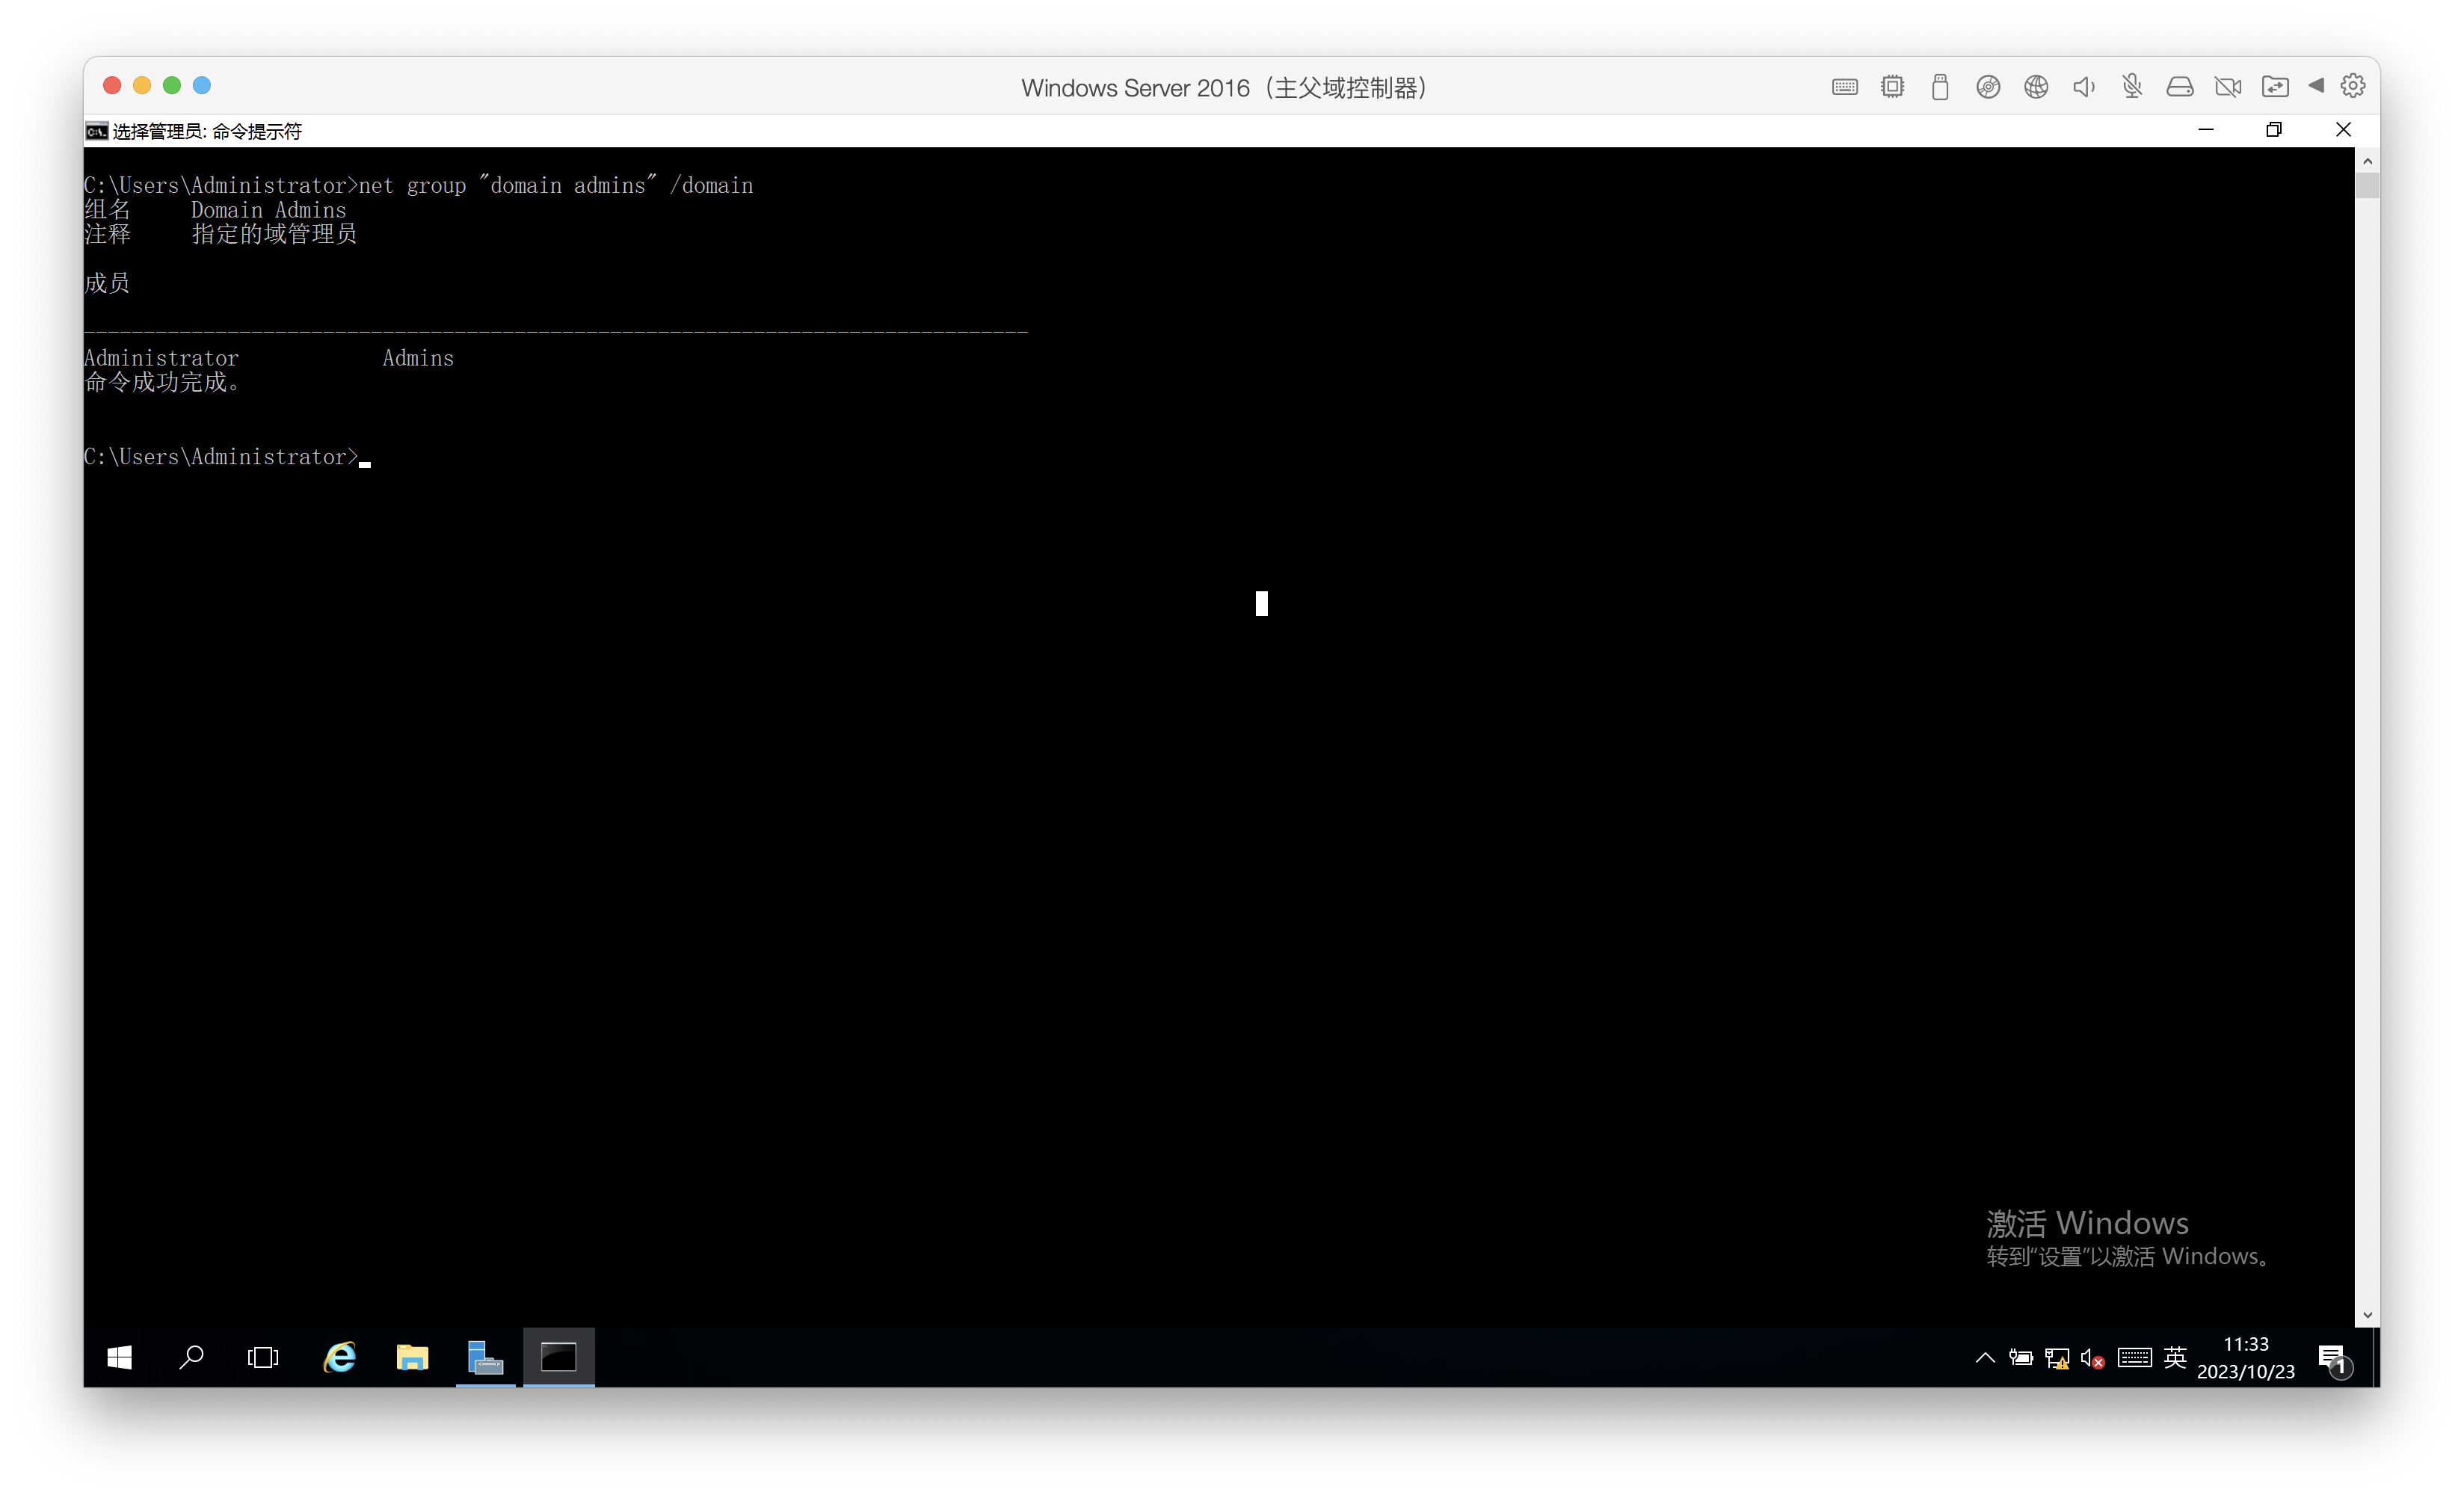 Windows Server 2016（主父域控制器）
选择管理员: 命令提示符
C:\Users\Administrator>net group "domain admins" /domain
组名     Domain Admins
注释     指定的域管理员
成员
-------------------------------------------------------------------------------
Administrator            Admins
命令成功完成。
C:\Users\Administrator>
激活 Windows
转到“设置”以激活 Windows。
英
11:33
2023/10/23
1